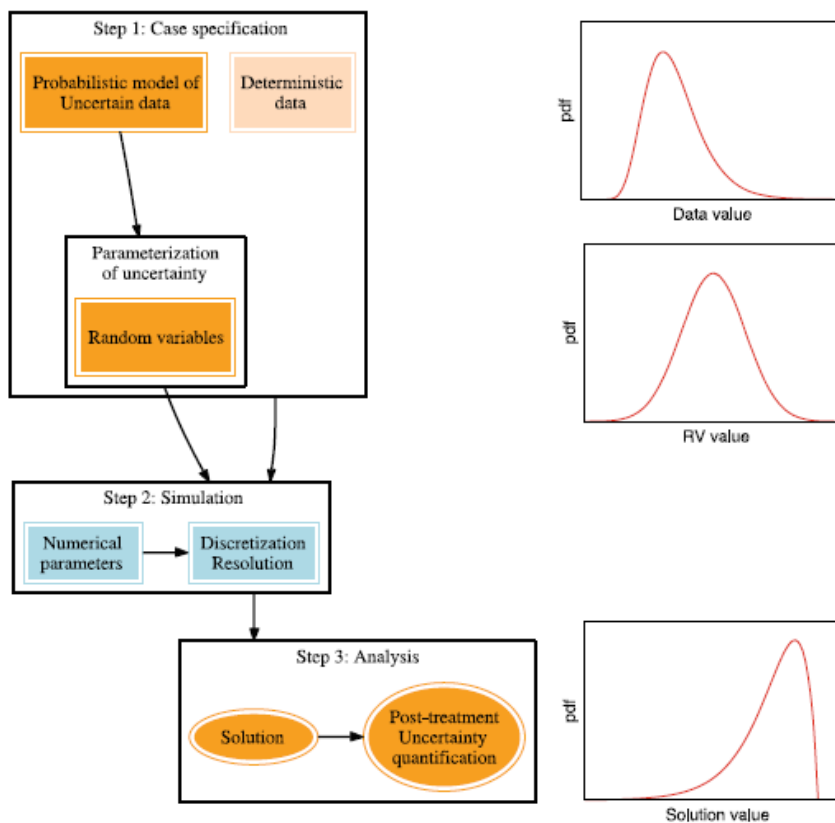 Step 1: Case specification
Probabilistic model of
Uncertain data
Deterministic
data
Parameterization
of uncertainty
Random variables
Step 2: Simulation
Numerical
parameters
Discretization
Resolution
Step 3: Analysis
Solution
Post-treatment
Uncertainty
quantification
pdf
Data value
pdf
RV value
pdf
Solution value